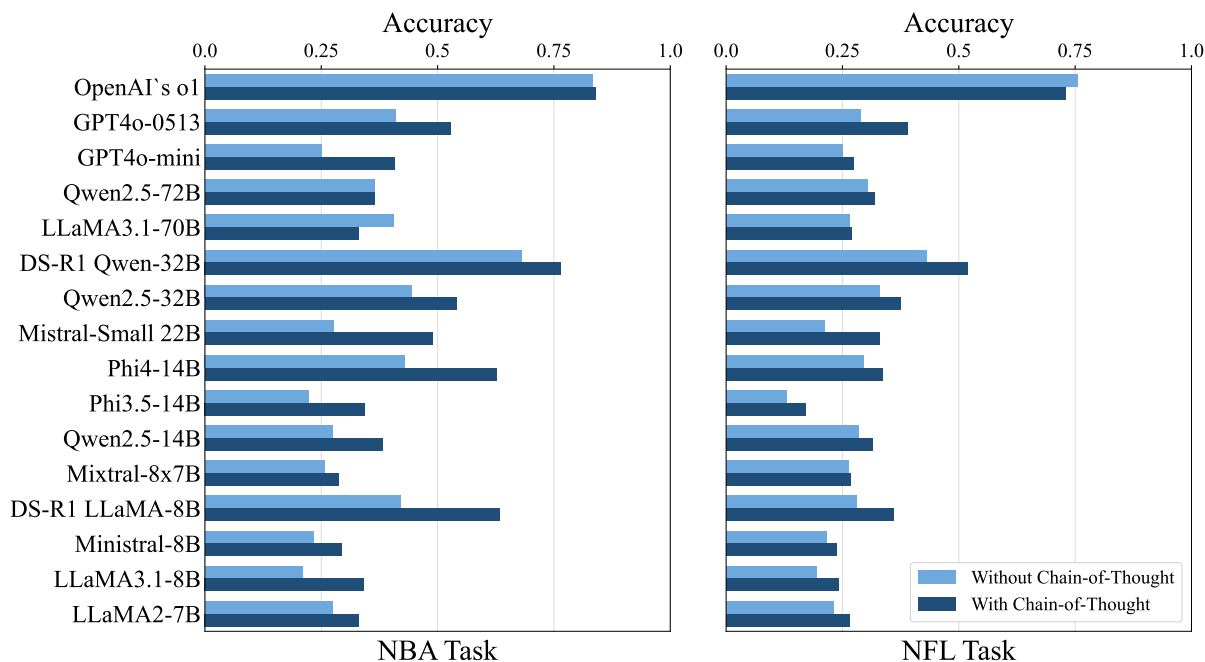 Accuracy
Accuracy
0.0 0.25 0.5 0.75 1.0
0.0 0.25 0.5 0.75 1.0
OpenAI`s o1
GPT4o-0513
GPT4o-mini
Qwen2.5-72B
LLaMA3.1-70B
DS-R1 Qwen-32B
Qwen2.5-32B
Mistral-Small 22B
Phi4-14B
Phi3.5-14B
Qwen2.5-14B
Mixtral-8x7B
DS-R1 LLaMA-8B
Ministral-8B
LLaMA3.1-8B
LLaMA2-7B
Without Chain-of-Thought
With Chain-of-Thought
NBA Task
NFL Task